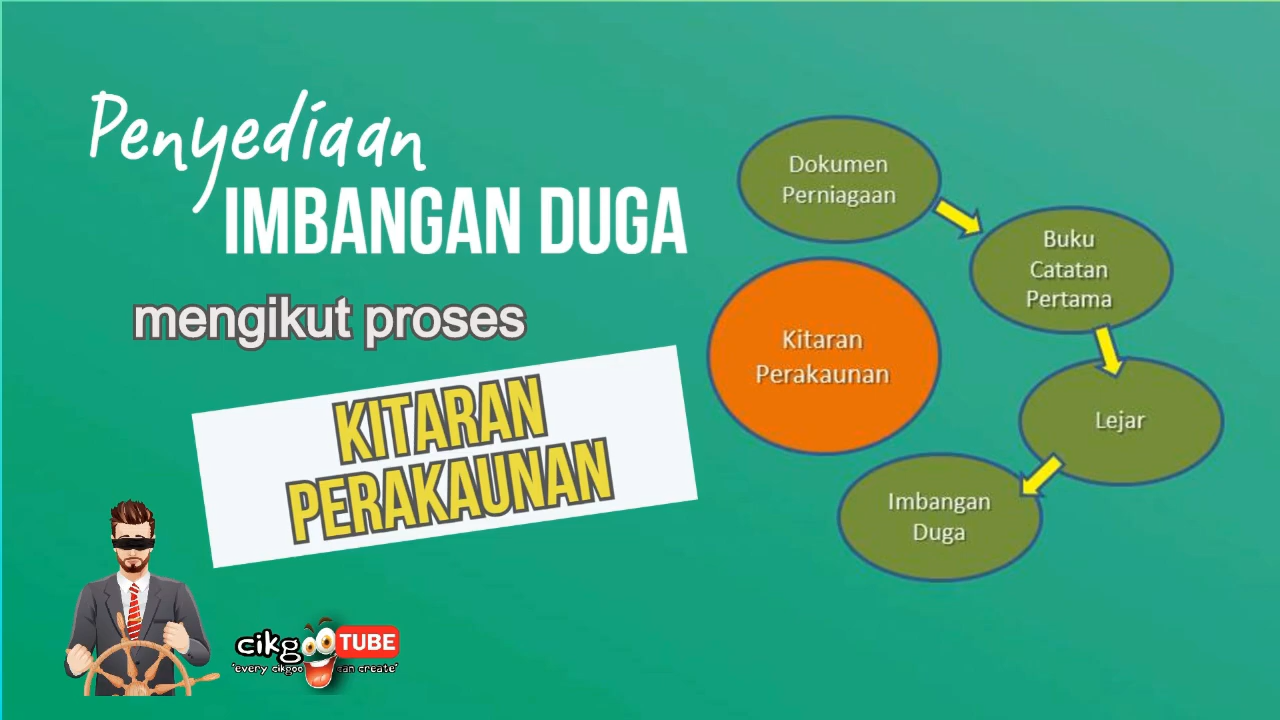 Penyediaan
IMBANGAN DUGA
mengikut proses
KITARAN
PERAKAUNAN
Dokumen
Perniagaan
Buku
Catatan
Pertama
Kitaran
Perakaunan
Lejar
Imbangan
Duga
cikgoo TUBE
'every cikgoo can create'